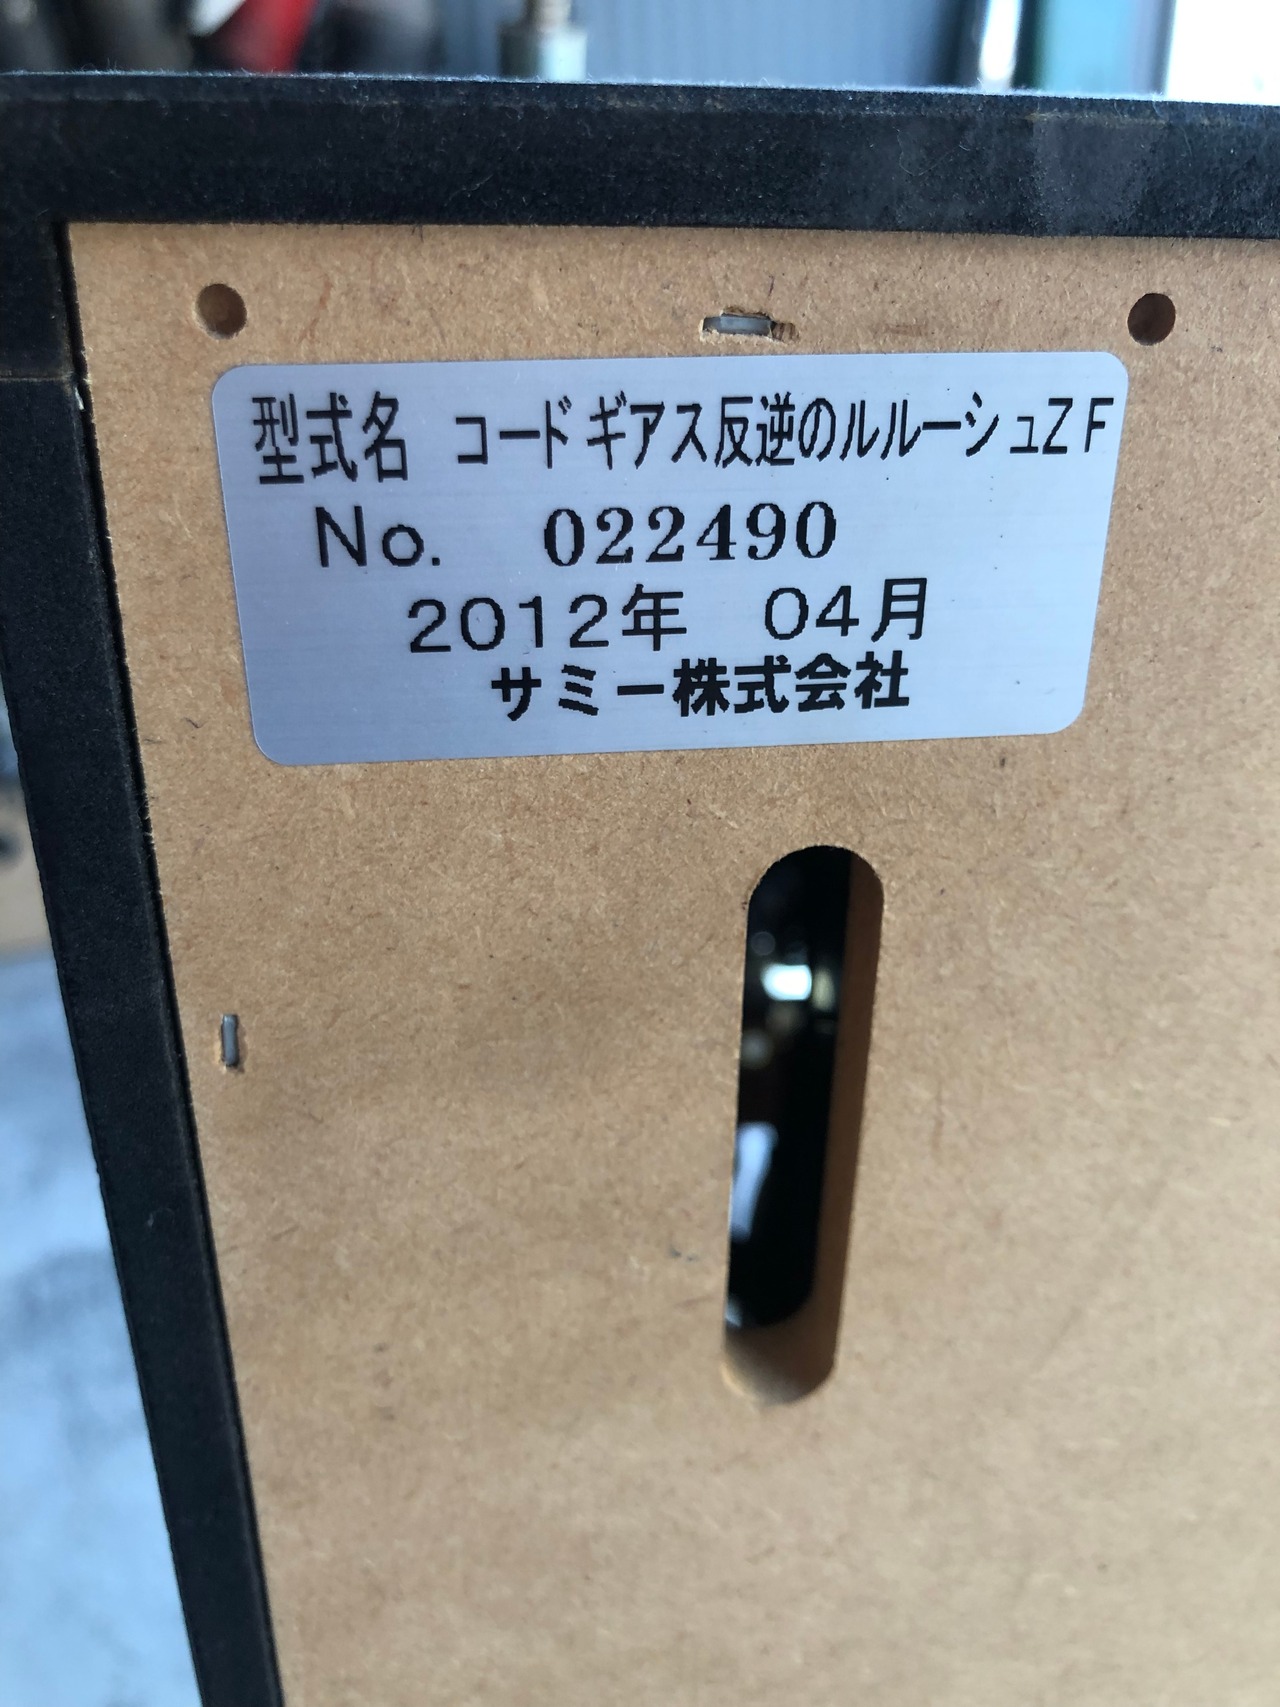 型式名 コードギアス反逆のルルーシュZF
No. 022490
2012年 04月
サミー株式会社